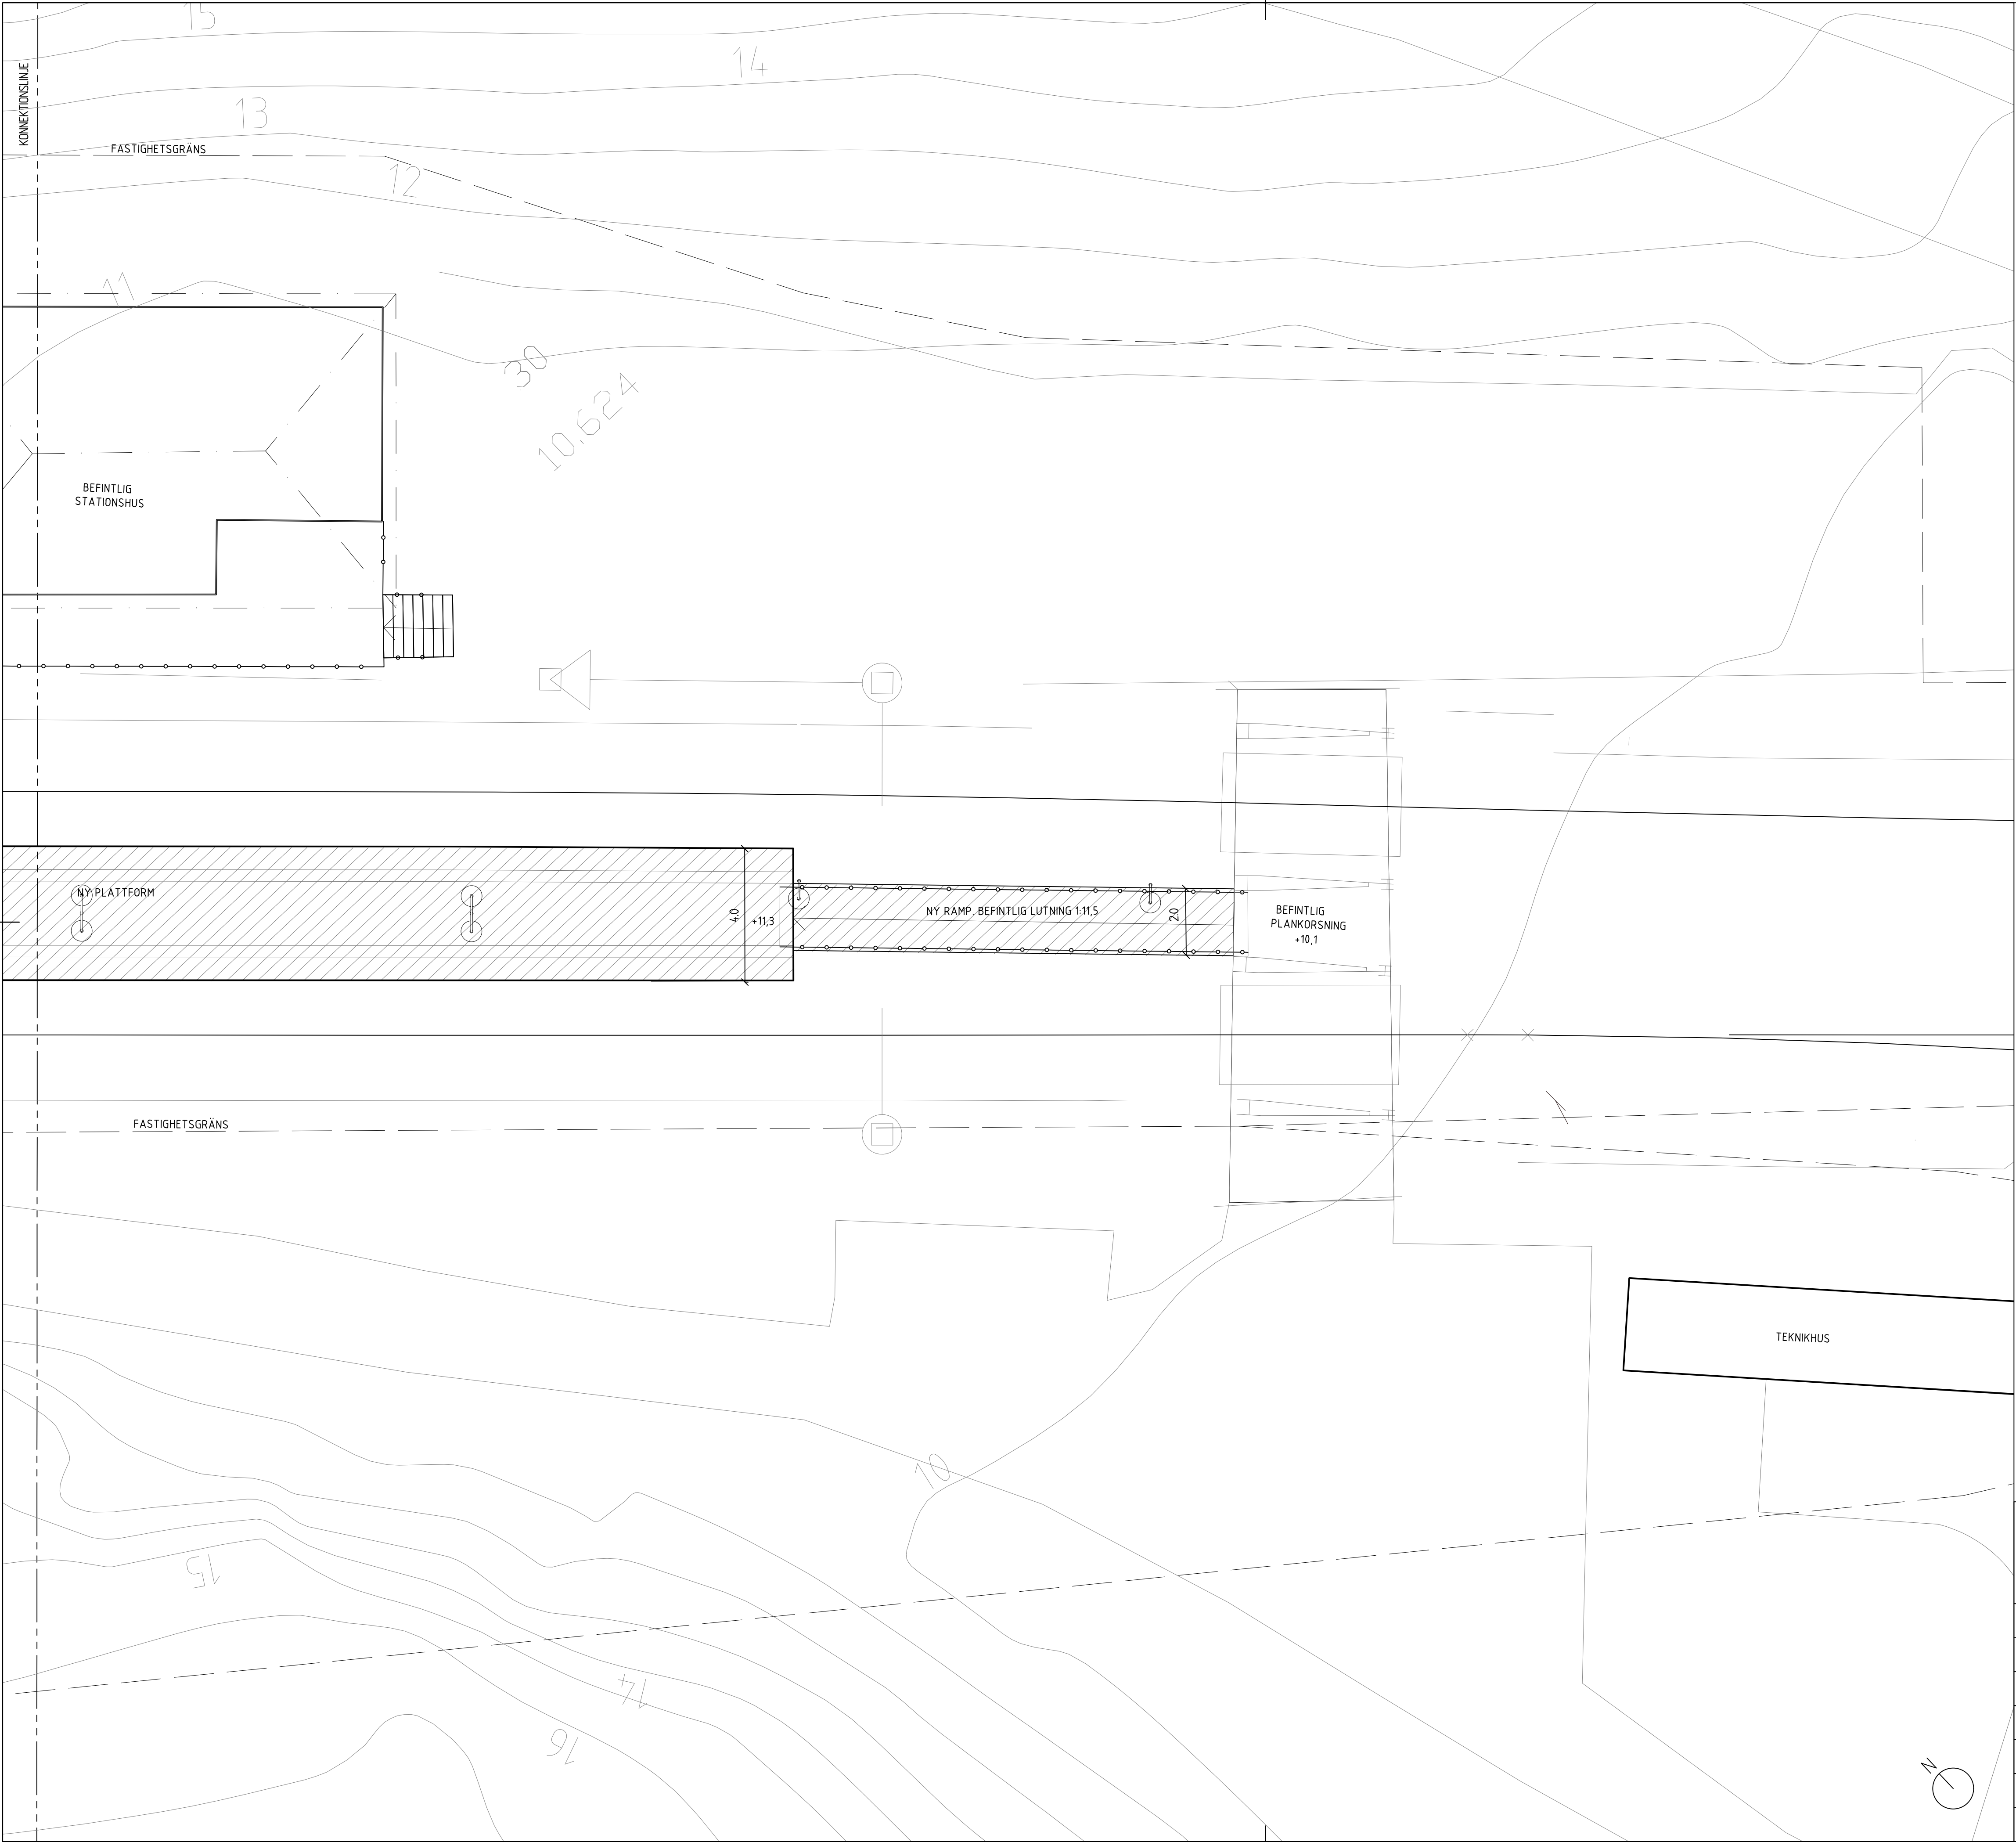 15
14
KONNEKTIONSLINJE
13
FASTIGHETSGRÄNS
12
11
30
10.624
BEFINTLIG
STATIONSHUS
NY PLATTFORM
4.0
+11,3
NY RAMP. BEFINTLIG LUTNING 1:11,5
2.0
BEFINTLIG
PLANKORSNING
+10,1
FASTIGHETSGRÄNS
TEKNIKHUS
10
15
14
16
N